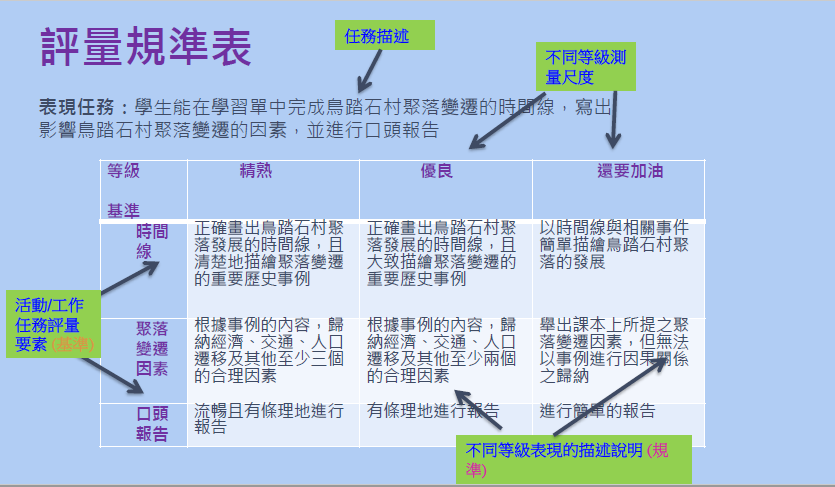 評量規準表
任務描述
不同等級測
量尺度
表現任務：學生能在學習單中完成鳥踏石村聚落變遷的時間線，寫出
影響鳥踏石村聚落變遷的因素，並進行口頭報告
等級
基準
精熟
優良
還要加油
時間
線
正確畫出鳥踏石村聚
落發展的時間線，且
清楚地描繪聚落變遷
的重要歷史事例
正確畫出鳥踏石村聚
落發展的時間線，且
大致描繪聚落變遷的
重要歷史事例
以時間線與相關事件
簡單描繪鳥踏石村聚
落的發展
活動/工作
任務評量
要素 (基準)
聚落
變遷
因素
根據事例的內容，歸
納經濟、交通、人口
遷移及其他至少三個
的合理因素
根據事例的內容，歸
納經濟、交通、人口
遷移及其他至少兩個
的合理因素
舉出課本上所提之聚
落變遷因素，但無法
以事例進行因果關係
之歸納
口頭
報告
流暢且有條理地進行
報告
有條理地進行報告
進行簡單的報告
不同等級表現的描述說明 (規
準)